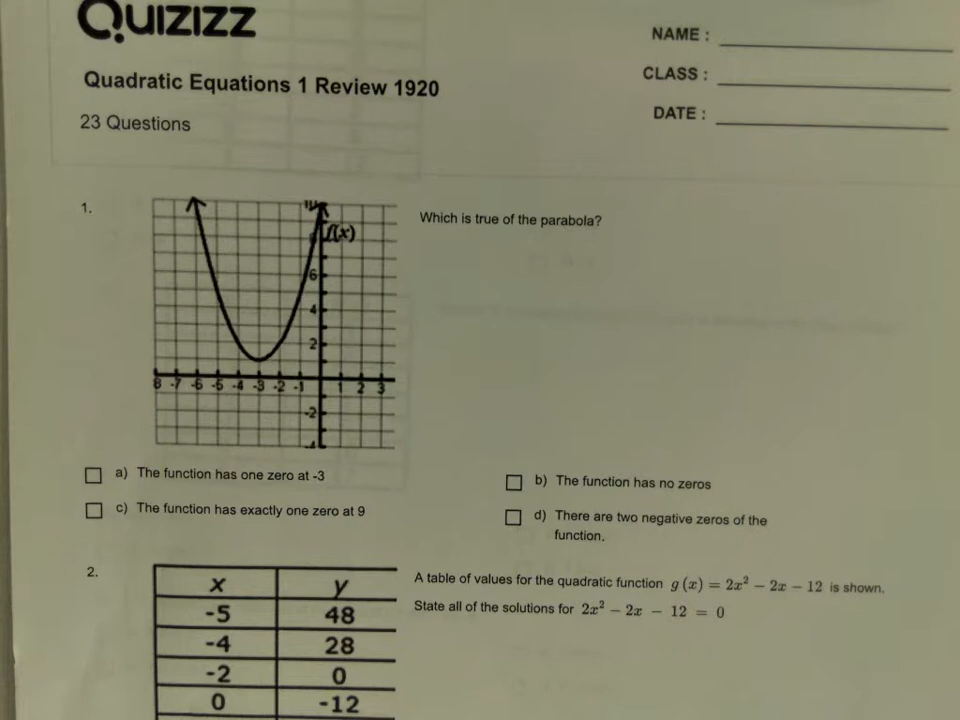 Quizizz
NAME :
CLASS :
DATE :
Quadratic Equations 1 Review 1920
23 Questions
1.
Which is true of the parabola?
f(x)
6
4
2
8 -7 -6 -5 -4 -3 -2 -1 1 2 3
-2
-4
a) The function has one zero at -3
b) The function has no zeros
c) The function has exactly one zero at 9
d) There are two negative zeros of the
function.
2.
A table of values for the quadratic function g (x) = 2x² − 2x − 12 is shown.
State all of the solutions for 2x² − 2x − 12 = 0
x y
-5 48
-4 28
-2 0
0 -12